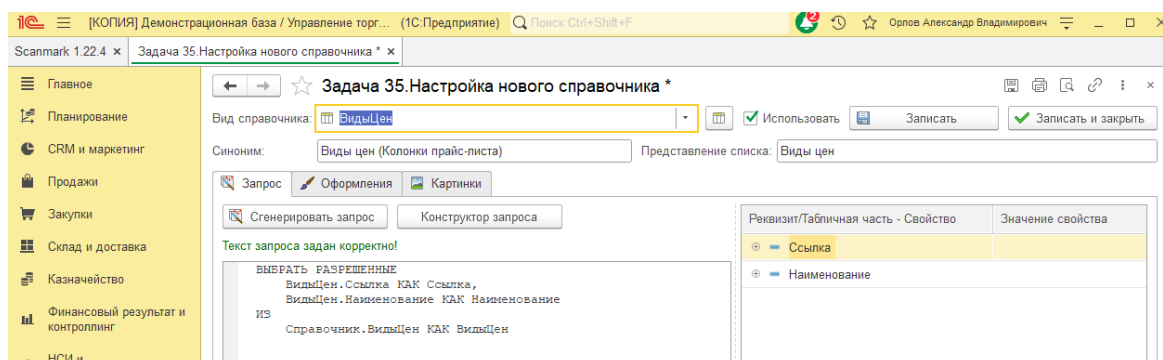 1С [КОПИЯ] Демонстрационная база / Управление торг... (1С:Предприятие) Поиск Ctrl+Shift+F 2 Орлов Александр Владимирович
Scanmark 1.22.4 × Задача 35.Настройка нового справочника * ×
Главное
Планирование
CRM и маркетинг
Продажи
Закупки
Склад и доставка
Казначейство
Финансовый результат и
контроллинг
НСИ и
Задача 35.Настройка нового справочника *
Вид справочника: ВидыЦен Использовать Записать Записать и закрыть
Синоним: Виды цен (Колонки прайс-листа) Представление списка: Виды цен
Запрос Оформления Картинки
Сгенерировать запрос Конструктор запроса
Текст запроса задан корректно!
ВЫБРАТЬ РАЗРЕШЕННЫЕ
ВидыЦен.Ссылка КАК Ссылка,
ВидыЦен.Наименование КАК Наименование
ИЗ
Справочник.ВидыЦен КАК ВидыЦен
Реквизит/Табличная часть - Свойство Значение свойства
Ссылка
Наименование